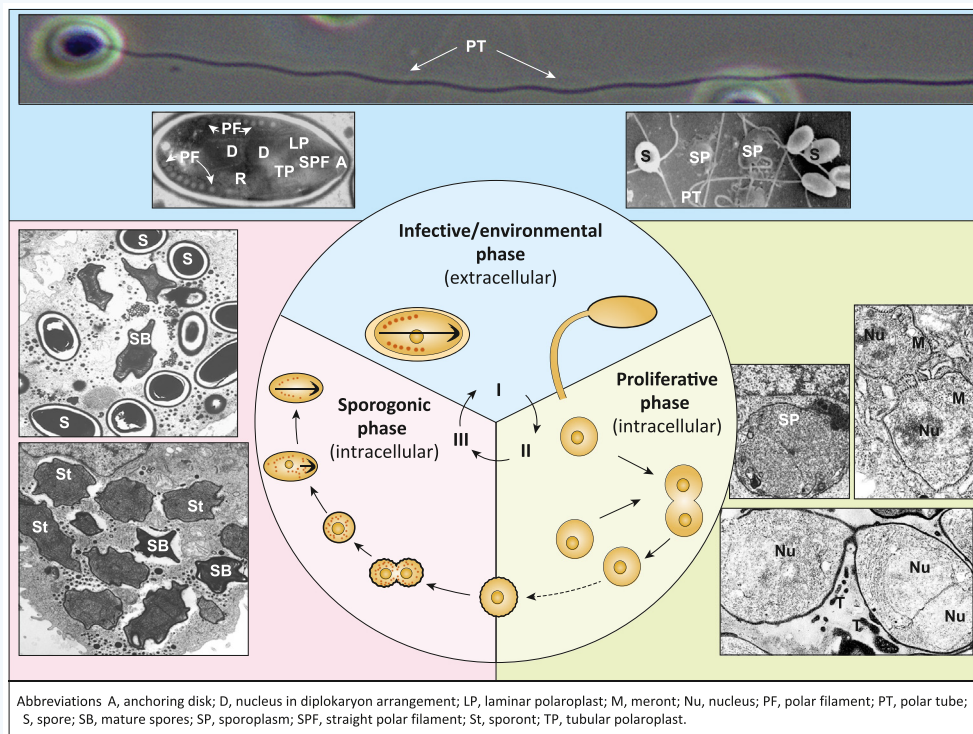 PT
PF
LP
D
D
SPF
A
PF
TP
R
S
SP
SP
S
PT
Infective/environmental
phase
(extracellular)
S
S
SB
S
Sporogonic
phase
(intracellular)
I
II
III
Proliferative
phase
(intracellular)
SP
Nu
M
M
Nu
St
St
St
SB
SB
Nu
Nu
T
T
Nu
Abbreviations A, anchoring disk; D, nucleus in diplokaryon arrangement; LP, laminar polaroplast; M, meront; Nu, nucleus; PF, polar filament; PT, polar tube;
S, spore; SB, mature spores; SP, sporoplasm; SPF, straight polar filament; St, sporont; TP, tubular polaroplast.